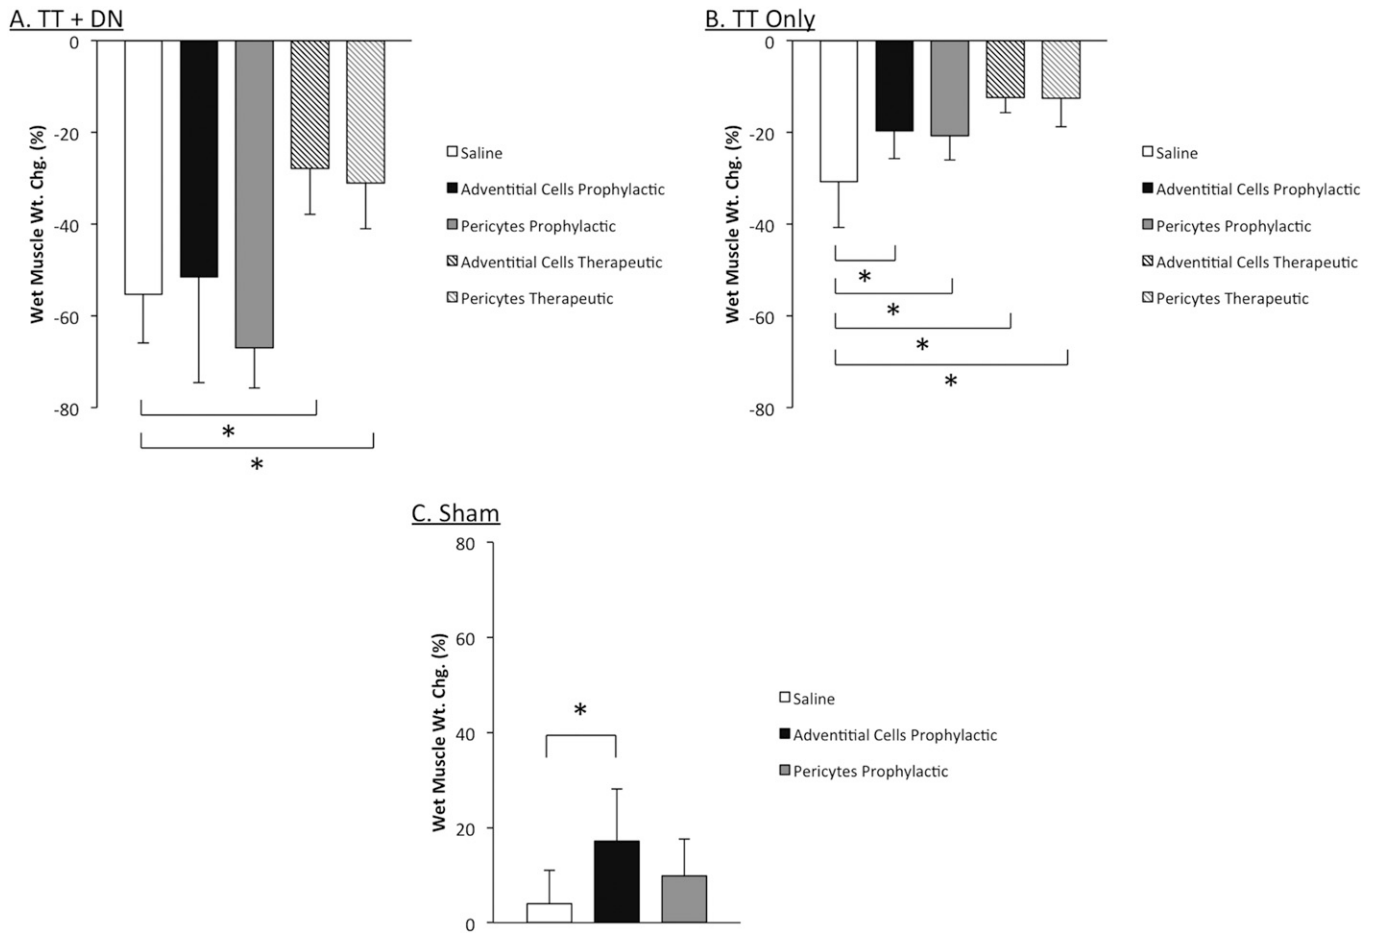 A. TT + DN
0
-20
-40
-60
-80
Wet Muscle Wt. Chg. (%)
Saline
Adventitial Cells Prophylactic
Pericytes Prophylactic
Adventitial Cells Therapeutic
Pericytes Therapeutic
*
*
B. TT Only
0
-20
-40
-60
-80
Wet Muscle Wt. Chg. (%)
*
*
*
*
Saline
Adventitial Cells Prophylactic
Pericytes Prophylactic
Adventitial Cells Therapeutic
Pericytes Therapeutic
C. Sham
80
60
40
20
0
Wet Muscle Wt. Chg. (%)
*
Saline
Adventitial Cells Prophylactic
Pericytes Prophylactic